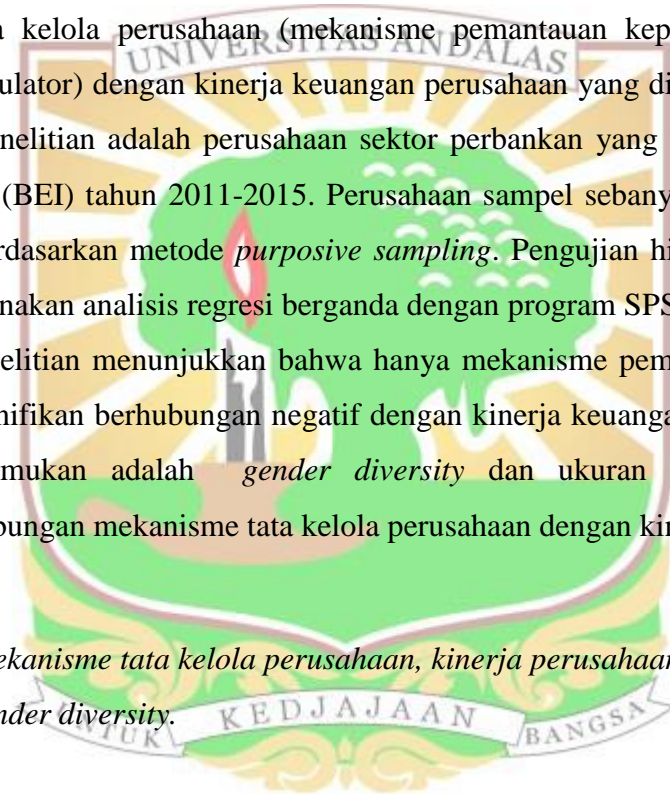 a kelola perusahaan (mekanisme pemantauan kep
UNIVERSITAS ANDALAS
ulator) dengan kinerja keuangan perusahaan yang di
nelitian adalah perusahaan sektor perbankan yang
(BEI) tahun 2011-2015. Perusahaan sampel sebany
rdasarkan metode purposive sampling. Pengujian hi
nakan analisis regresi berganda dengan program SPS
elitian menunjukkan bahwa hanya mekanisme pem
nifikan berhubungan negatif dengan kinerja keuanga
mukan adalah gender diversity dan ukuran
bungan mekanisme tata kelola perusahaan dengan kin
ekanisme tata kelola perusahaan, kinerja perusahaan
nder diversity.
UNTUK KEDJAJAAN BANGSA